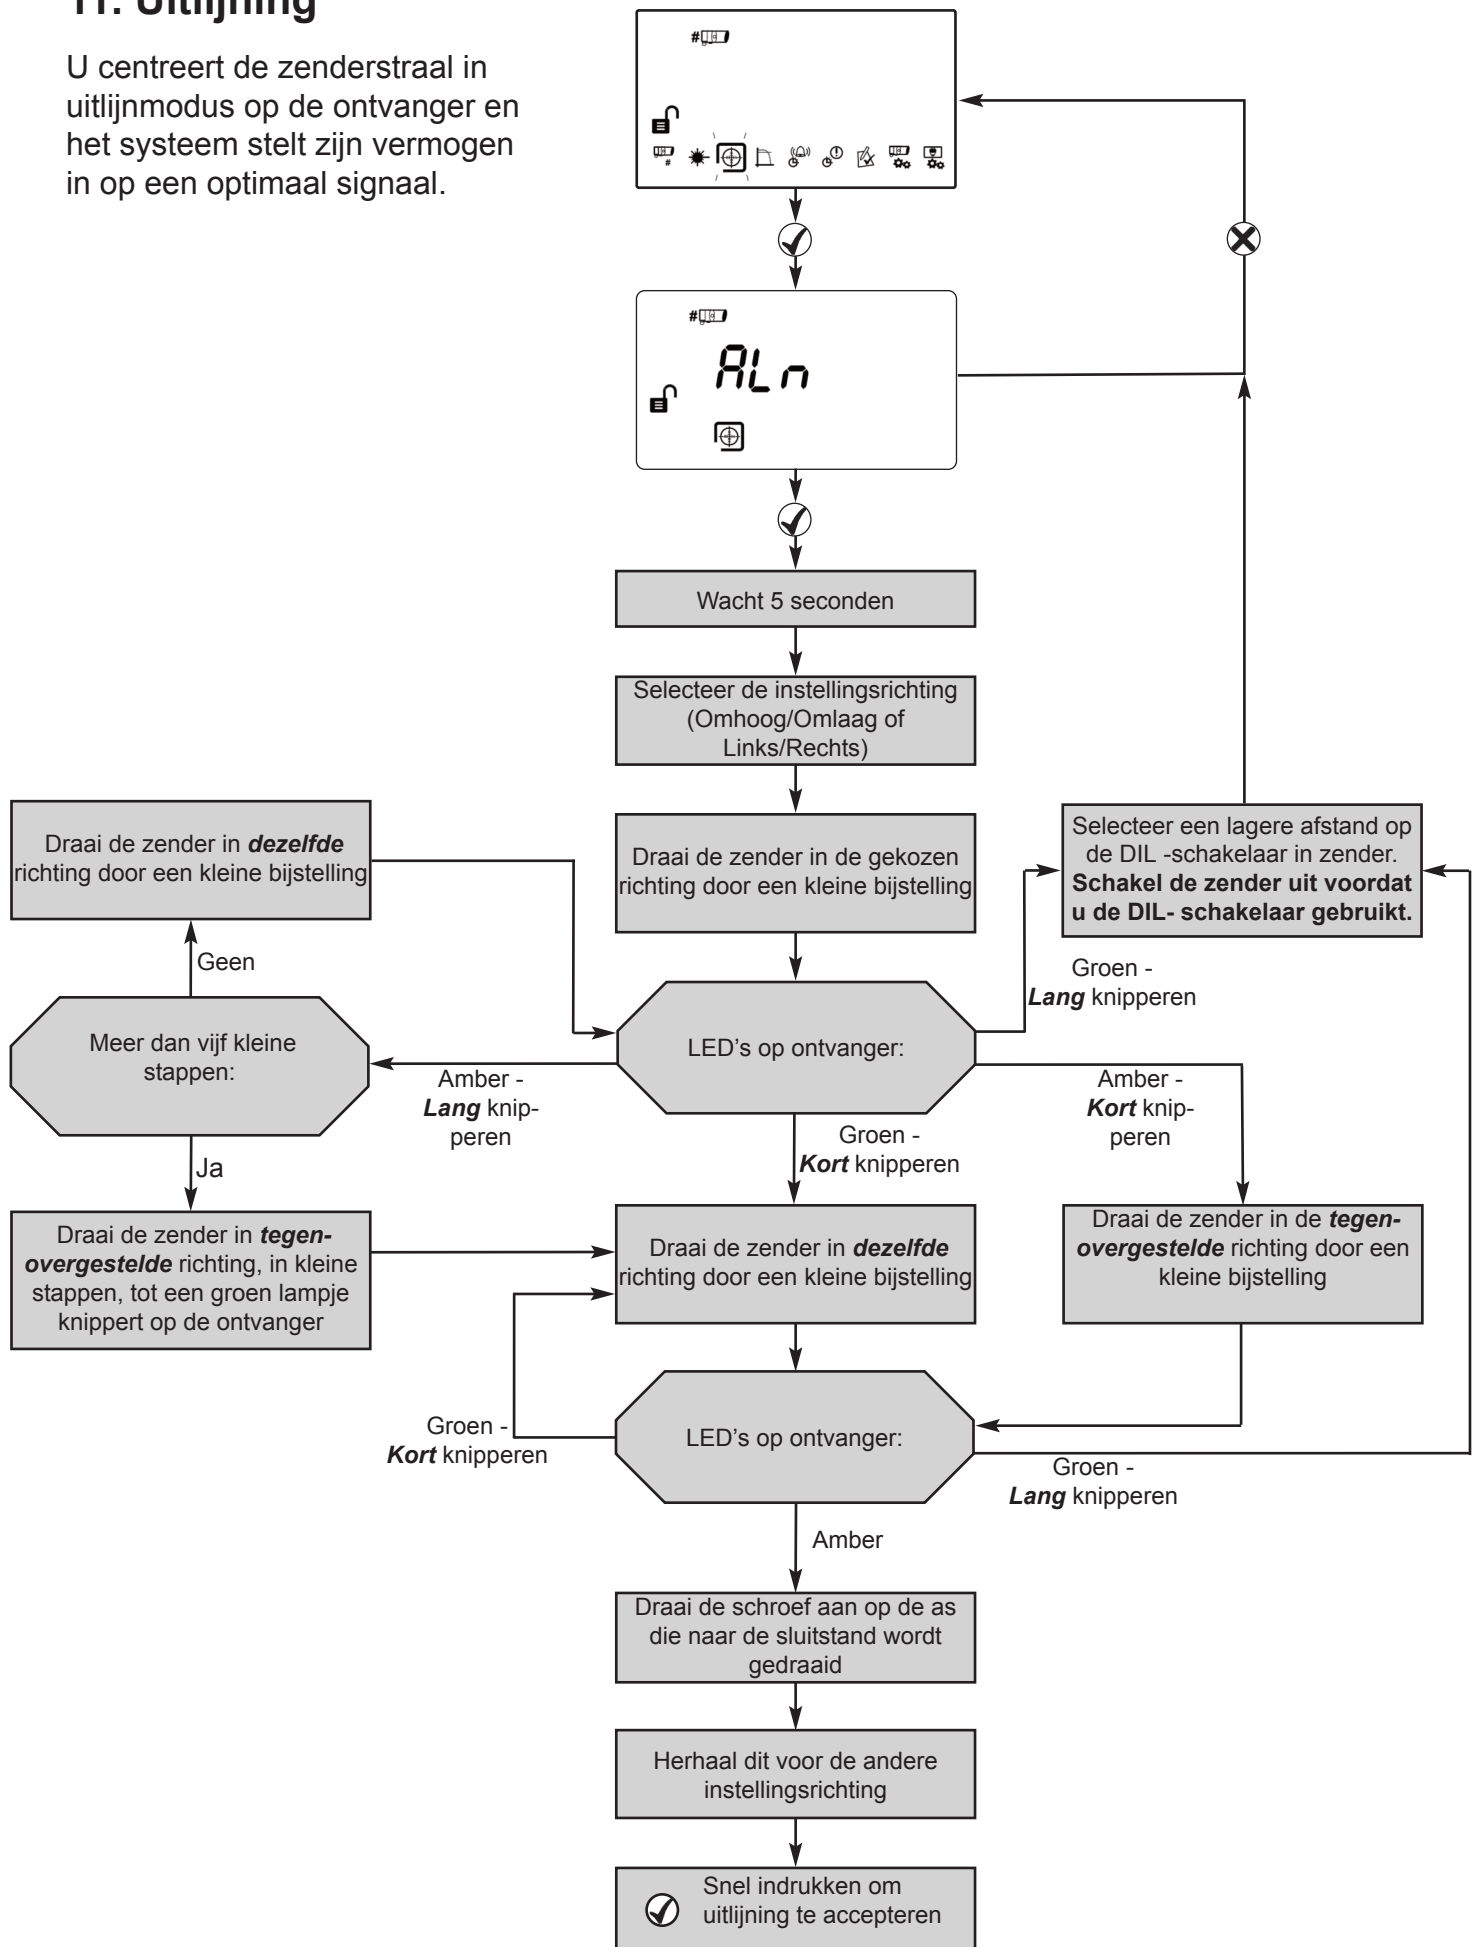 11. Uitlijning
U centreert de zenderstraal in
uitlijnmodus op de ontvanger en
het systeem stelt zijn vermogen
in op een optimaal signaal.
#
#
#
ALn
Wacht 5 seconden
Selecteer de instellingsrichting
(Omhoog/Omlaag of
Links/Rechts)
Draai de zender in dezelfde
richting door een kleine bijstelling
Draai de zender in de gekozen
richting door een kleine bijstelling
Selecteer een lagere afstand op
de DIL -schakelaar in zender.
Schakel de zender uit voordat
u de DIL- schakelaar gebruikt.
Geen
Groen -
Lang knipperen
Meer dan vijf kleine
stappen:
LED's op ontvanger:
Amber -
Lang knip-
peren
Amber -
Kort knip-
peren
Groen -
Kort knipperen
Ja
Draai de zender in tegen-
overgestelde richting, in kleine
stappen, tot een groen lampje
knippert op de ontvanger
Draai de zender in dezelfde
richting door een kleine bijstelling
Draai de zender in de tegen-
overgestelde richting door een
kleine bijstelling
Groen -
Kort knipperen
LED's op ontvanger:
Groen -
Lang knipperen
Amber
Draai de schroef aan op de as
die naar de sluitstand wordt
gedraaid
Herhaal dit voor de andere
instellingsrichting
Snel indrukken om
uitlijning te accepteren